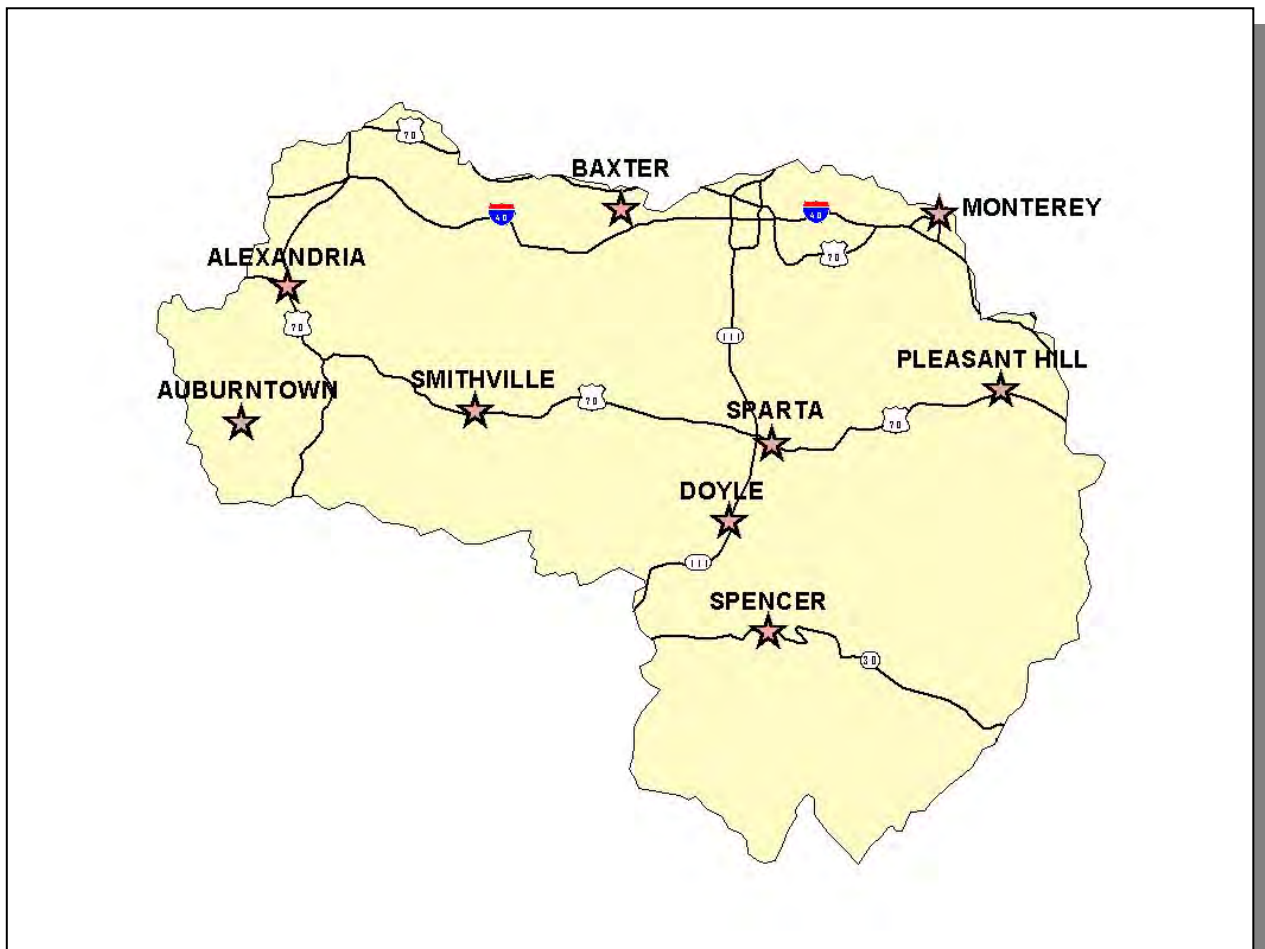 70
BAXTER
40
40
MONTEREY
70
ALEXANDRIA
70
111
PLEASANT HILL
AUBURNTOWN
SMITHVILLE
70
SPARTA
70
DOYLE
111
SPENCER
30